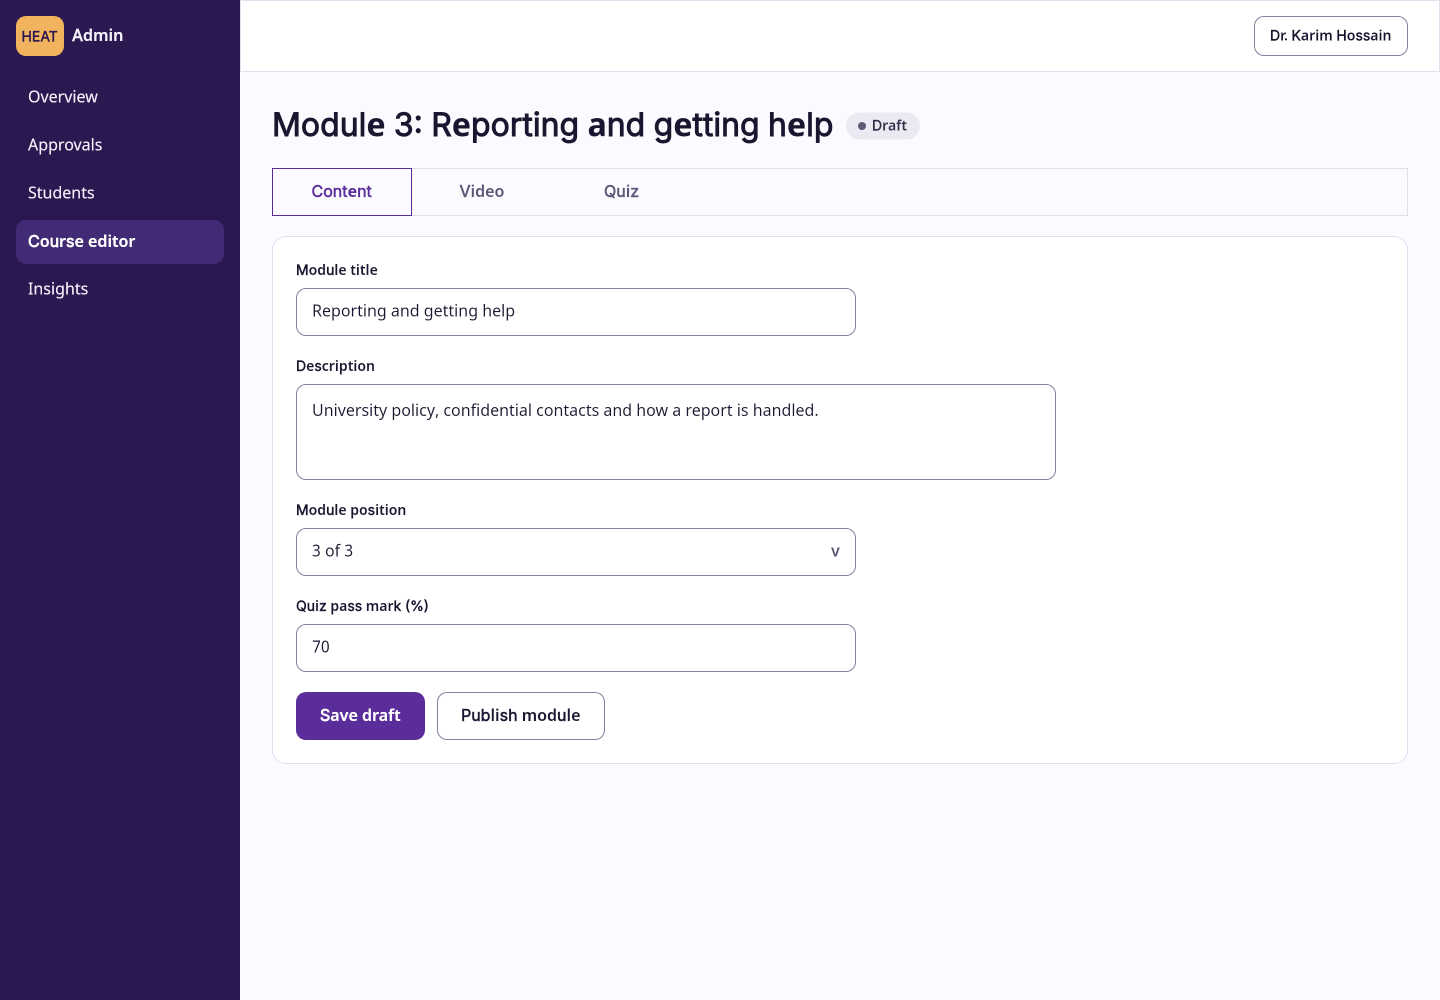 HEAT Admin
Dr. Karim Hossain
Overview
Approvals
Students
Course editor
Insights
Module 3: Reporting and getting help
Draft
Content Video Quiz
Module title
Reporting and getting help
Description
University policy, confidential contacts and how a report is handled.
Module position
3 of 3 v
Quiz pass mark (%)
70
Save draft Publish module